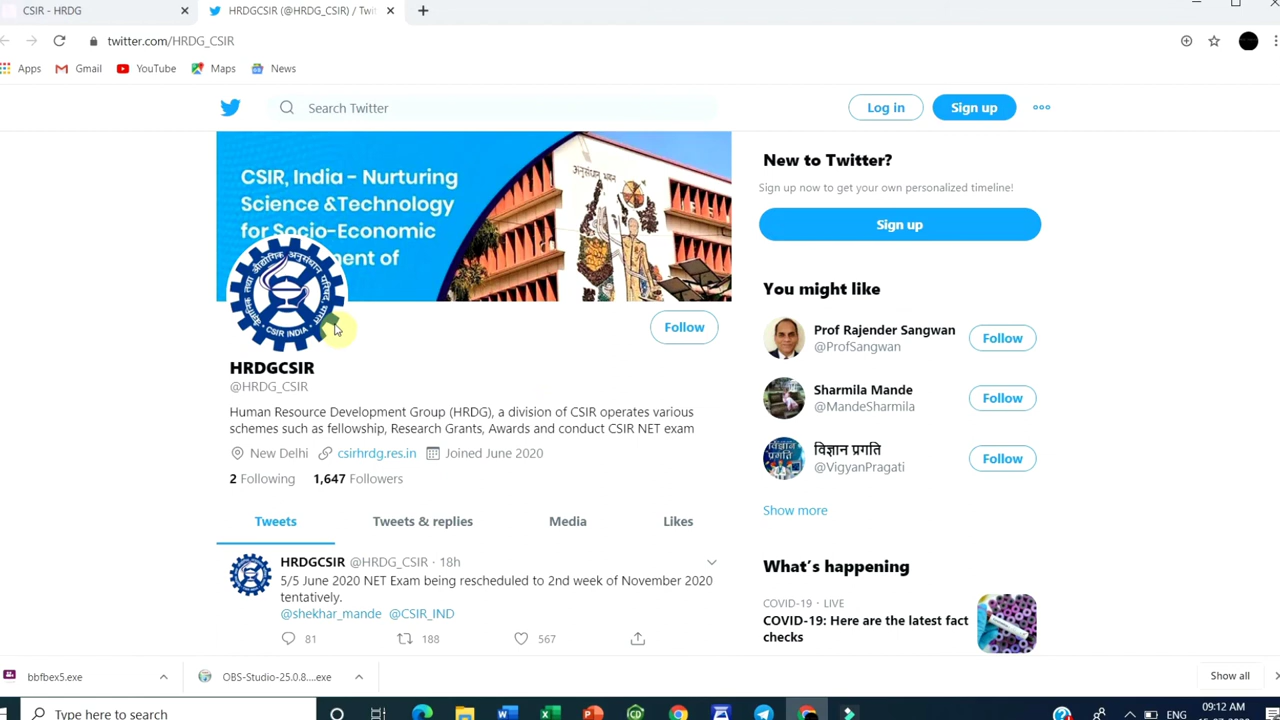 CSIR - HRDG
HRDGCSIR (@HRDG_CSIR) / Twi
twitter.com/HRDG_CSIR
Apps
Gmail
YouTube
Maps
News
Search Twitter
Log in
Sign up
CSIR, India - Nurturing
Science &Technology
for Socio-Economic
ment of
अनुसंधान भवन
CSIR INDIA
Follow
HRDGCSIR
@HRDG_CSIR
Human Resource Development Group (HRDG), a division of CSIR operates various
schemes such as fellowship, Research Grants, Awards and conduct CSIR NET exam
New Delhi csirhrdg.res.in Joined June 2020
2 Following 1,647 Followers
Tweets Tweets & replies Media Likes
HRDGCSIR @HRDG_CSIR · 18h
5/5 June 2020 NET Exam being rescheduled to 2nd week of November 2020
tentatively.
@shekhar_mande @CSIR_IND
81 188 567
New to Twitter?
Sign up now to get your own personalized timeline!
Sign up
You might like
Prof Rajender Sangwan
@ProfSangwan
Follow
Sharmila Mande
@MandeSharmila
Follow
विज्ञान प्रगति
@VigyanPragati
Follow
Show more
What's happening
COVID-19 · LIVE
COVID-19: Here are the latest fact
checks
bbfbex5.exe
OBS-Studio-25.0.8....exe
Show all
Type here to search
ENG
09:12 AM